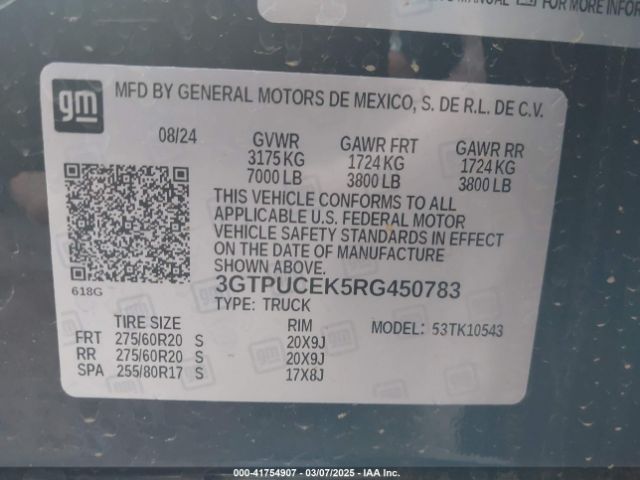 MANUAL FOR MORE INFOR
gm
MFD BY GENERAL MOTORS DE MEXICO, S. DE R.L. DE C.V.
08/24 GVWR GAWR FRT GAWR RR
3175 KG 1724 KG 1724 KG
7000 LB 3800 LB 3800 LB
THIS VEHICLE CONFORMS TO ALL
APPLICABLE U.S. FEDERAL MOTOR
VEHICLE SAFETY STANDARDS IN EFFECT
ON THE DATE OF MANUFACTURE
SHOWN ABOVE.
618G
3GTPUCEK5RG450783
TYPE: TRUCK
TIRE SIZE RIM MODEL: 53TK10543
FRT 275/60R20 S 20X9J
RR 275/60R20 S 20X9J
SPA 255/80R17 S 17X8J
000-41754907 — 03/07/2025 — IAA Inc.